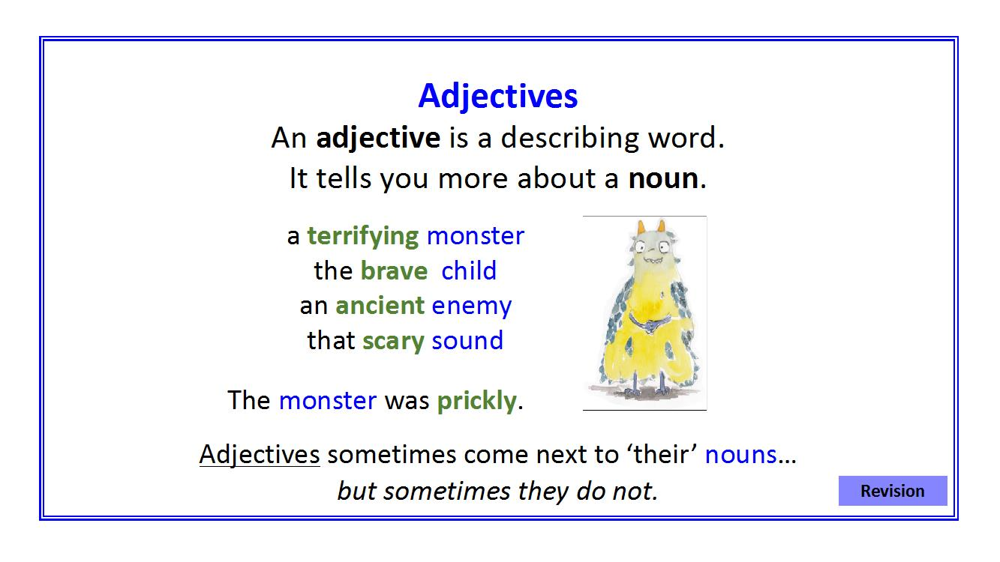 Adjectives
An adjective is a describing word.
It tells you more about a noun.
a terrifying monster
the brave child
an ancient enemy
that scary sound
The monster was prickly.
Adjectives sometimes come next to ‘their’ nouns…
but sometimes they do not.
Revision